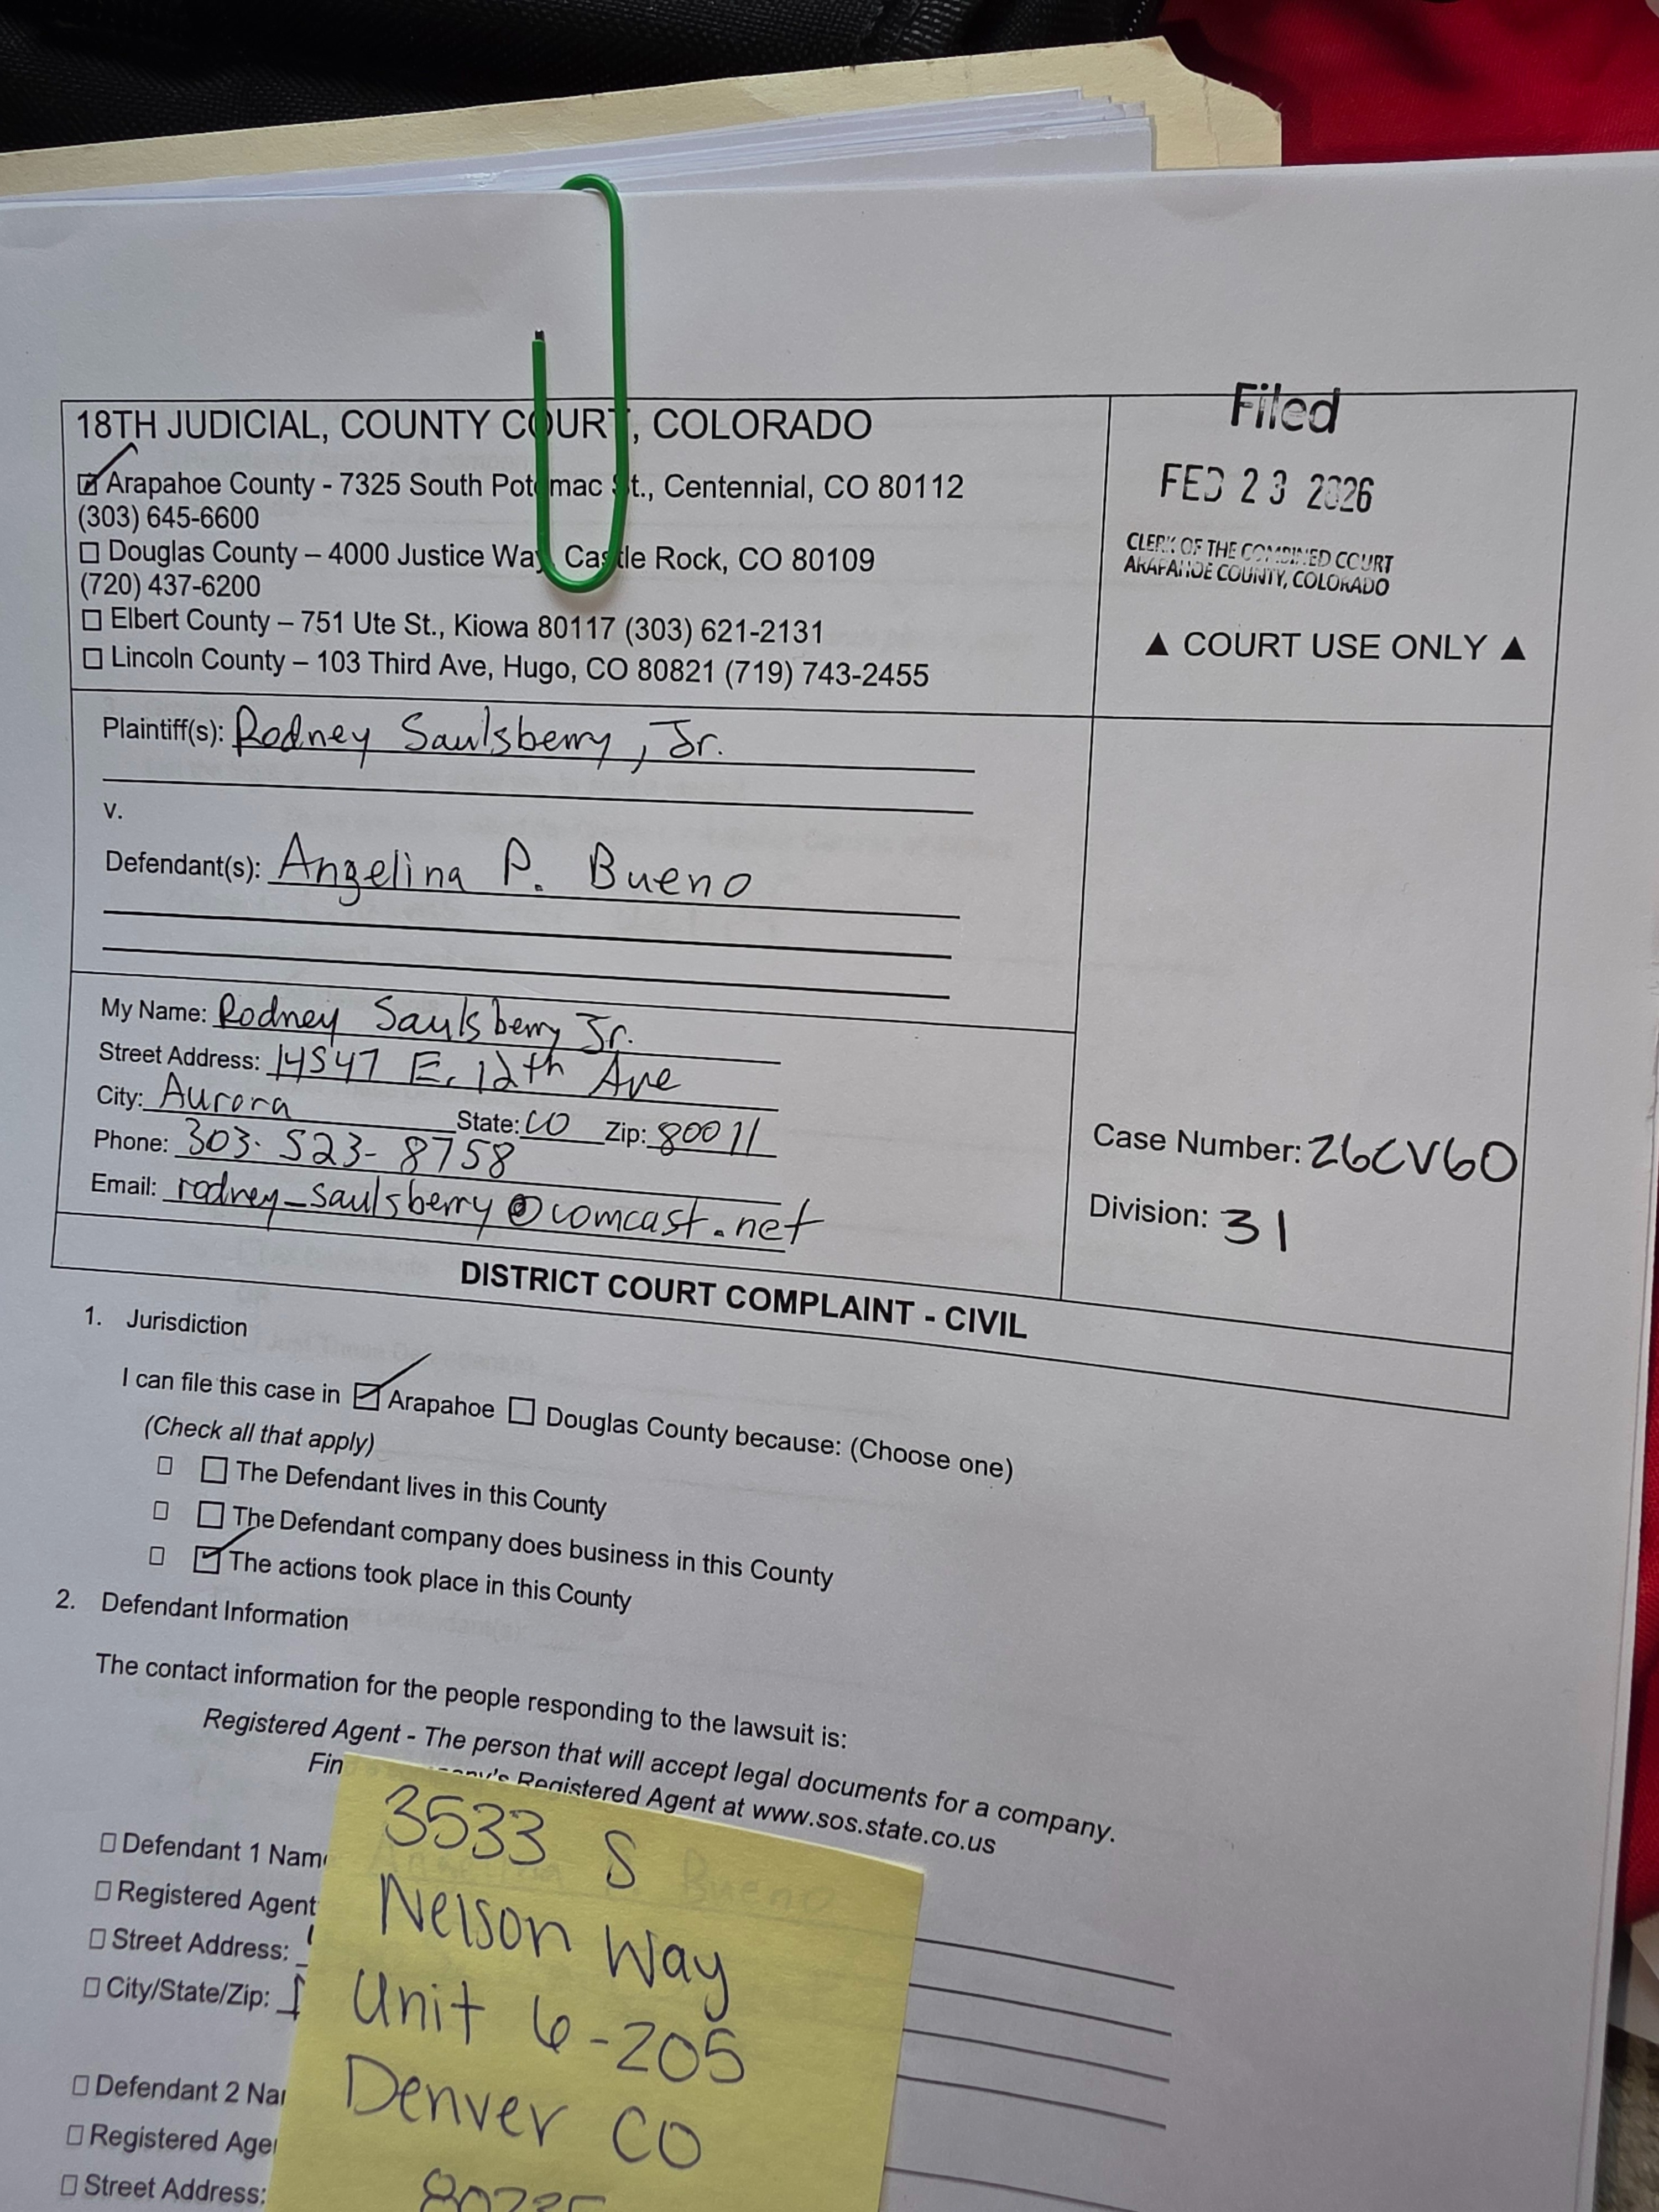 18TH JUDICIAL, COUNTY COURT, COLORADO
Arapahoe County - 7325 South Potomac St., Centennial, CO 80112
(303) 645-6600
Douglas County – 4000 Justice Way, Castle Rock, CO 80109
(720) 437-6200
Elbert County – 751 Ute St., Kiowa 80117 (303) 621-2131
Lincoln County – 103 Third Ave, Hugo, CO 80821 (719) 743-2455
Filed
FEB 23 2026
CLERK OF THE COMBINED COURT
ARAPAHOE COUNTY, COLORADO
▲ COURT USE ONLY ▲
Plaintiff(s): Rodney Saulsberry, Jr.
v.
Defendant(s): Angelina P. Bueno
My Name: Rodney Saulsberry Jr.
Street Address: 14547 E. 12th Ave
City: Aurora State: CO Zip: 80011
Phone: 303-523-8758
Email: rodney_saulsberry@comcast.net
Case Number: 26CV60
Division: 31
DISTRICT COURT COMPLAINT - CIVIL
1. Jurisdiction
I can file this case in Arapahoe Douglas County because: (Choose one)
(Check all that apply)
The Defendant lives in this County
The Defendant company does business in this County
The actions took place in this County
2. Defendant Information
The contact information for the people responding to the lawsuit is:
Registered Agent - The person that will accept legal documents for a company.
Registered Agent at www.sos.state.co.us
Defendant 1 Name
Registered Agent
Street Address:
City/State/Zip:
Defendant 2
Registered
Street Address:
3533 S
Nelson Way
Unit 6-205
Denver CO
80235